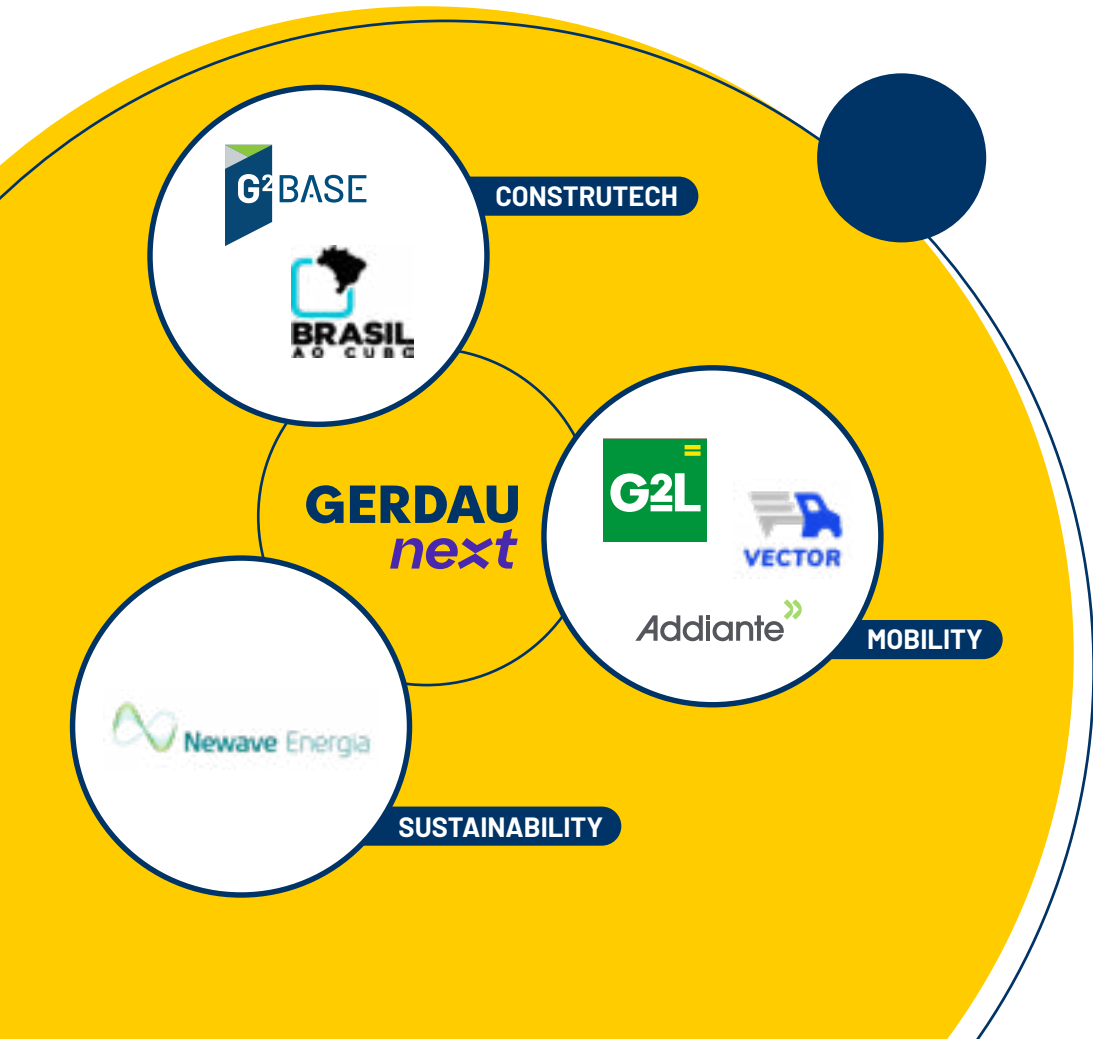 G²BASE
CONSTRUTECH
BRASIL
AO CUBO
GERDAU
next
G2L
VECTOR
Addiante
MOBILITY
Newave Energia
SUSTAINABILITY